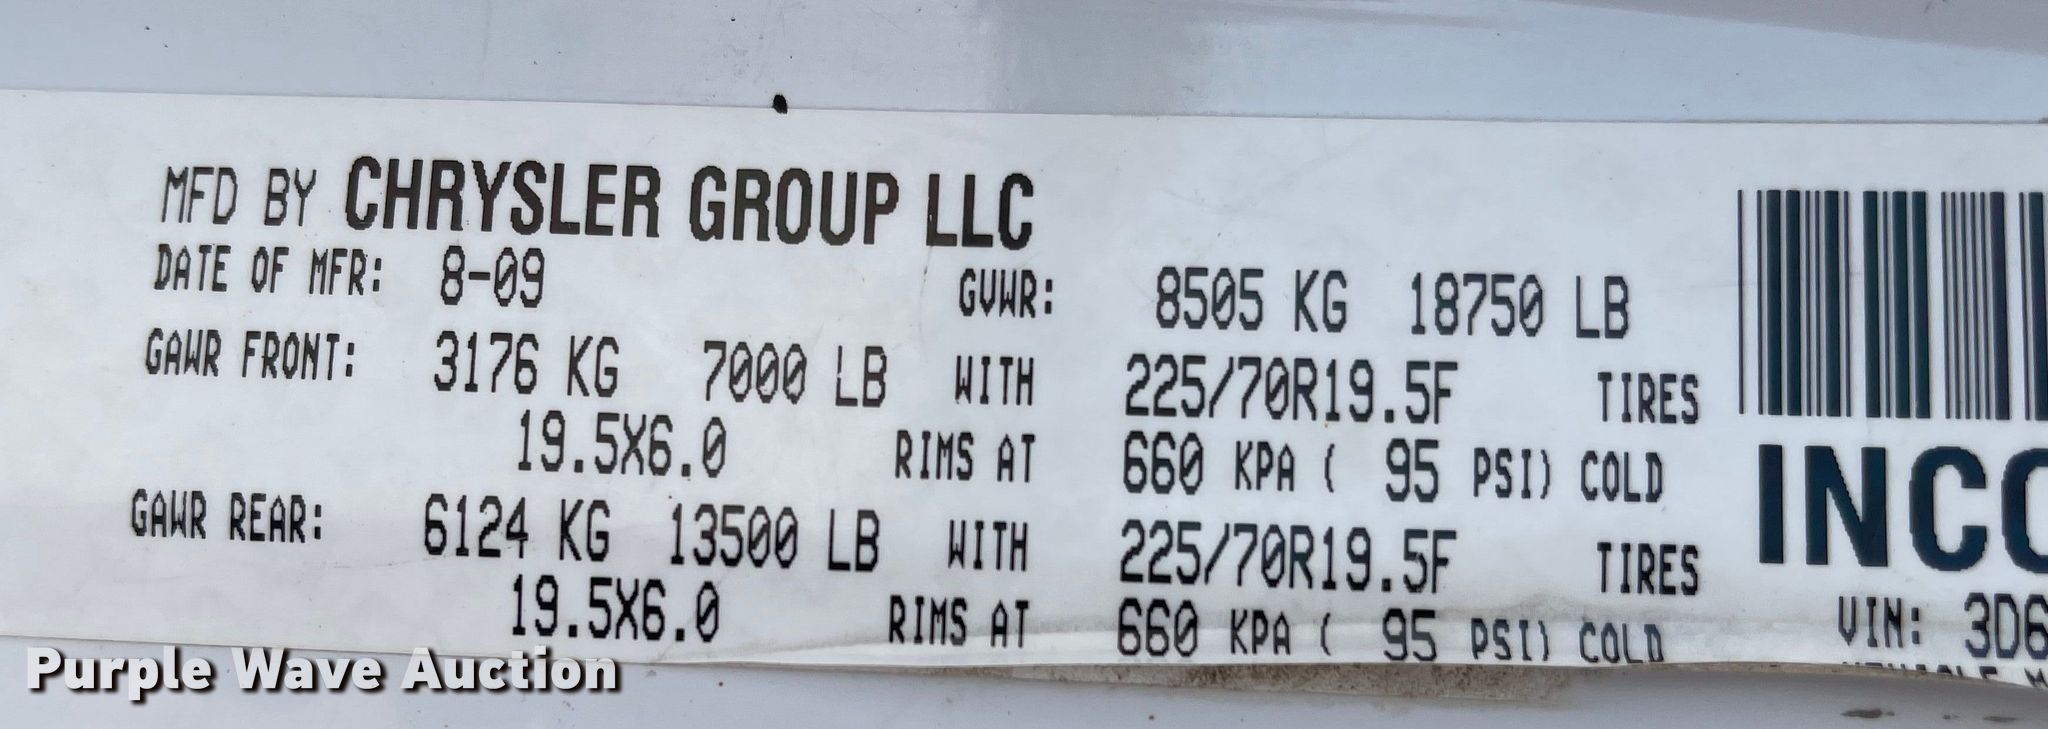 MFD BY CHRYSLER GROUP LLC
DATE OF MFR: 8-09 GVWR: 8505 KG 18750 LB
GAWR FRONT: 3176 KG 7000 LB WITH 225/70R19.5F TIRES
19.5X6.0 RIMS AT 660 KPA ( 95 PSI) COLD
GAWR REAR: 6124 KG 13500 LB WITH 225/70R19.5F TIRES
19.5X6.0 RIMS AT 660 KPA ( 95 PSI) COLD
INCO
VIN: 3D6
Purple Wave Auction